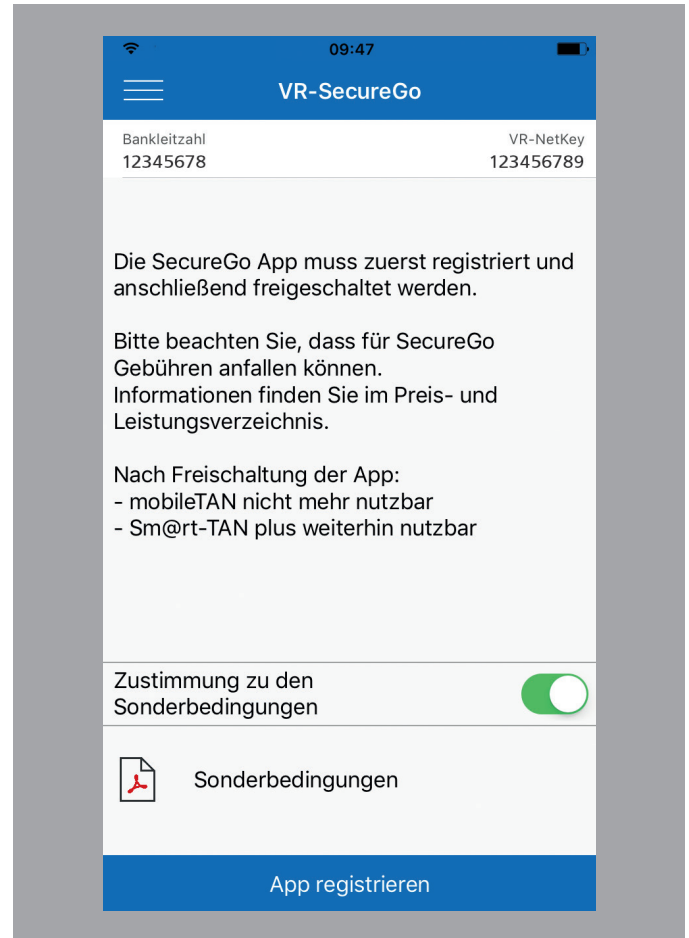 09:47
VR-SecureGo
Bankleitzahl VR-NetKey
12345678 123456789
Die SecureGo App muss zuerst registriert und
anschließend freigeschaltet werden.
Bitte beachten Sie, dass für SecureGo
Gebühren anfallen können.
Informationen finden Sie im Preis- und
Leistungsverzeichnis.
Nach Freischaltung der App:
- mobileTAN nicht mehr nutzbar
- Sm@rt-TAN plus weiterhin nutzbar
Zustimmung zu den
Sonderbedingungen
Sonderbedingungen
App registrieren